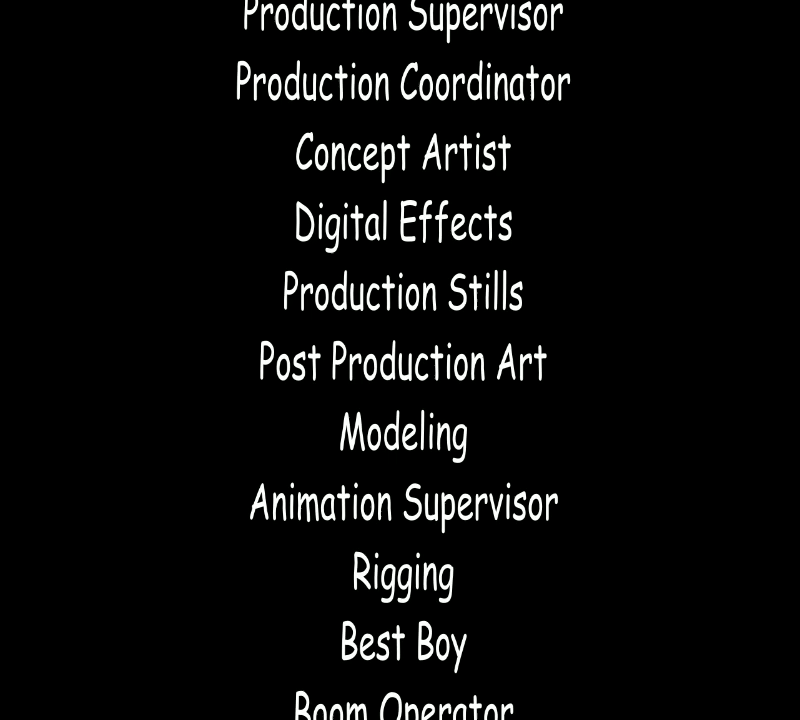 Production Supervisor
Production Coordinator
Concept Artist
Digital Effects
Production Stills
Post Production Art
Modeling
Animation Supervisor
Rigging
Best Boy
Boom Operator